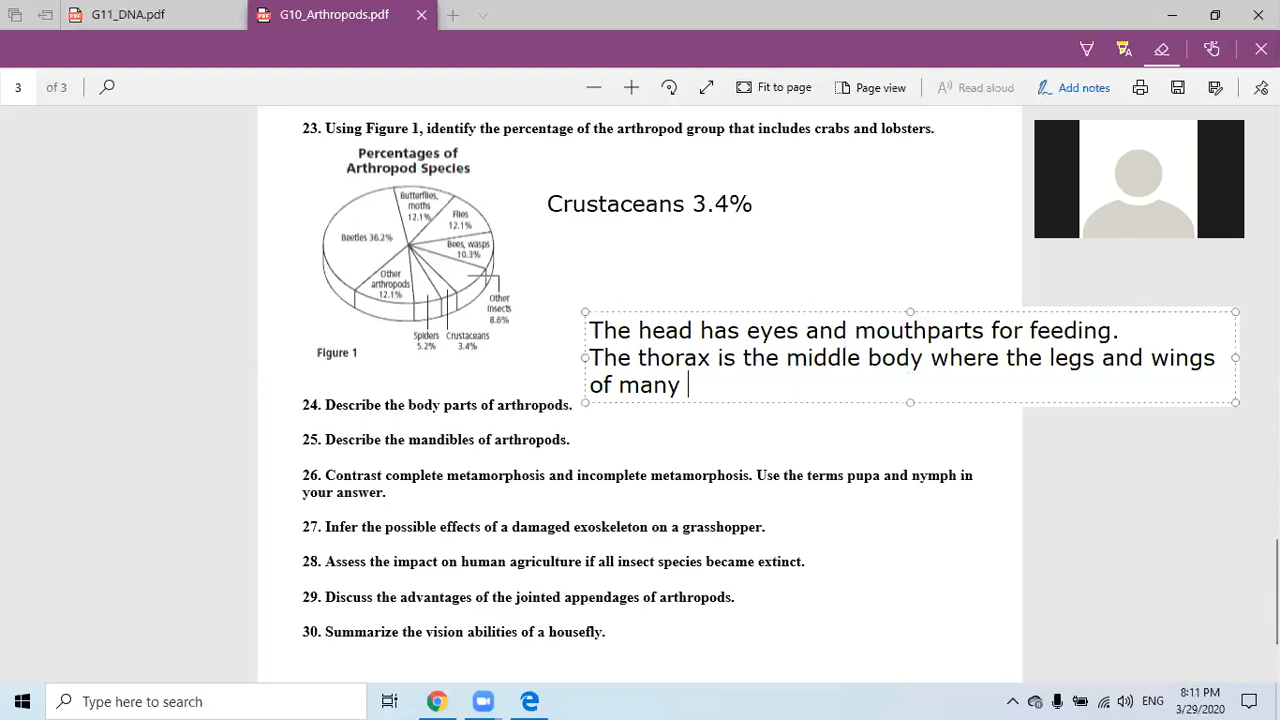 G11_DNA.pdf
G10_Arthropods.pdf
3 of 3
Fit to page
Page view
Read aloud
Add notes
23. Using Figure 1, identify the percentage of the arthropod group that includes crabs and lobsters.
Percentages of
Arthropod Species
Butterflies,
moths
12.1%
Flies
12.1%
Beetles 36.2%
Bees, wasps
10.3%
Other
arthropods
12.1%
Other
insects
8.6%
Spiders
5.2%
Crustaceans
3.4%
Figure 1
Crustaceans 3.4%
The head has eyes and mouthparts for feeding.
The thorax is the middle body where the legs and wings
of many
24. Describe the body parts of arthropods.
25. Describe the mandibles of arthropods.
26. Contrast complete metamorphosis and incomplete metamorphosis. Use the terms pupa and nymph in
your answer.
27. Infer the possible effects of a damaged exoskeleton on a grasshopper.
28. Assess the impact on human agriculture if all insect species became extinct.
29. Discuss the advantages of the jointed appendages of arthropods.
30. Summarize the vision abilities of a housefly.
Type here to search
ENG
8:11 PM
3/29/2020